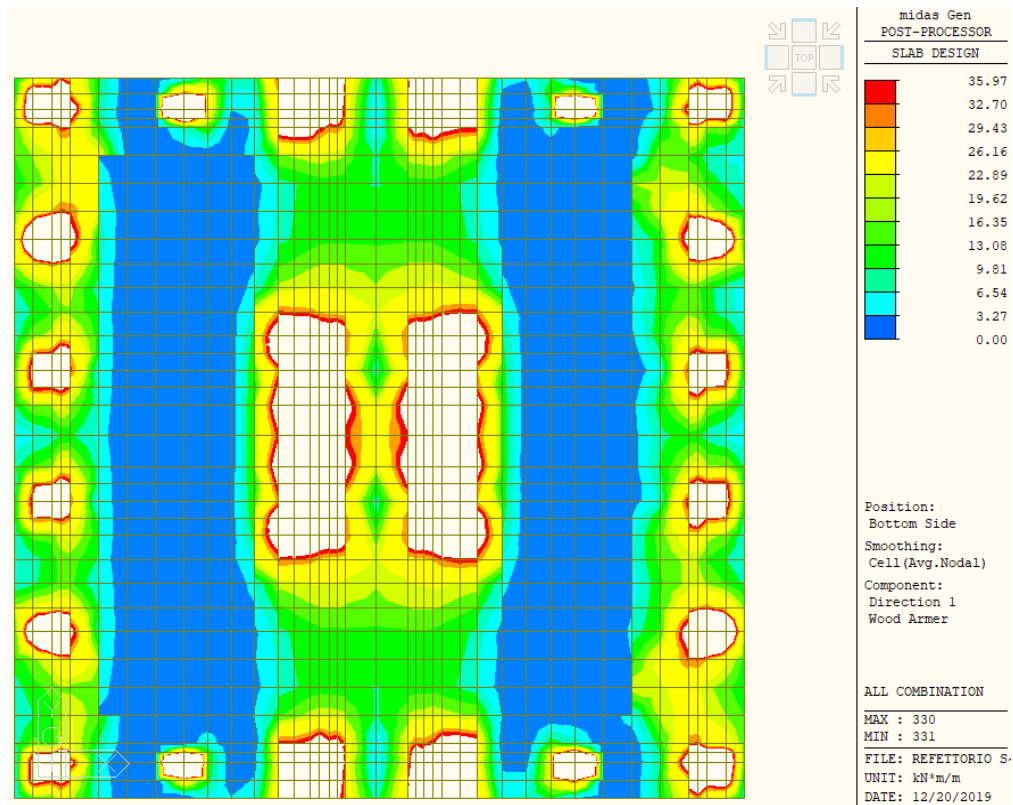 midas Gen
POST-PROCESSOR
SLAB DESIGN
TOP
35.97
32.70
29.43
26.16
22.89
19.62
16.35
13.08
9.81
6.54
3.27
0.00
Position:
Bottom Side
Smoothing:
Cell(Avg.Nodal)
Component:
Direction 1
Wood Armer
ALL COMBINATION
MAX : 330
MIN : 331
FILE: REFETTORIO S~
UNIT: kN*m/m
DATE: 12/20/2019